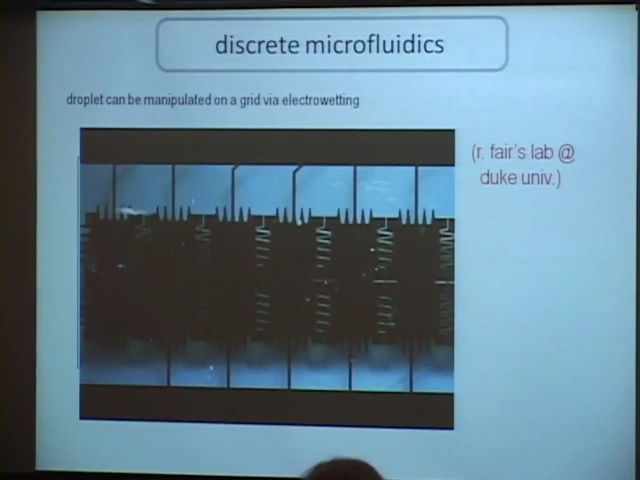 discrete microfluidics
droplet can be manipulated on a grid via electrowetting
(r. fair's lab @
duke univ.)